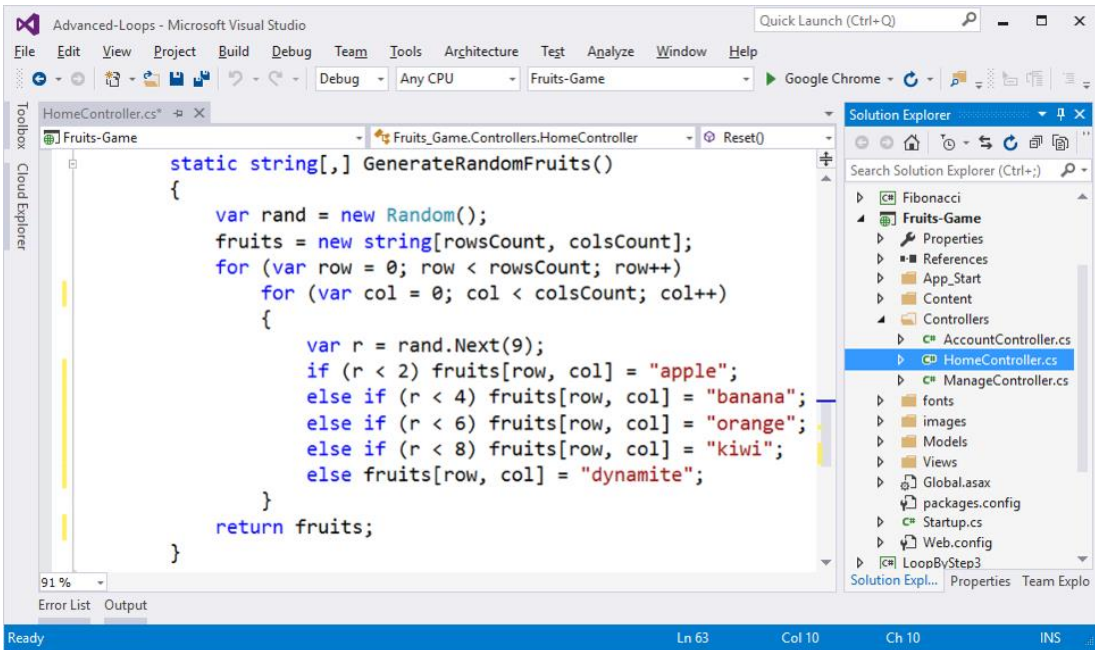 Advanced-Loops - Microsoft Visual Studio
Quick Launch (Ctrl+Q)
File Edit View Project Build Debug Team Tools Architecture Test Analyze Window Help
Debug Any CPU Fruits-Game Google Chrome
Toolbox
Cloud Explorer
HomeController.cs*
Fruits-Game Fruits_Game.Controllers.HomeController Reset()
static string[,] GenerateRandomFruits()
{
var rand = new Random();
fruits = new string[rowsCount, colsCount];
for (var row = 0; row < rowsCount; row++)
for (var col = 0; col < colsCount; col++)
{
var r = rand.Next(9);
if (r < 2) fruits[row, col] = "apple";
else if (r < 4) fruits[row, col] = "banana";
else if (r < 6) fruits[row, col] = "orange";
else if (r < 8) fruits[row, col] = "kiwi";
else fruits[row, col] = "dynamite";
}
return fruits;
}
91 %
Solution Explorer
Search Solution Explorer (Ctrl+;)
C# Fibonacci
Fruits-Game
Properties
References
App_Start
Content
Controllers
C# AccountController.cs
C# HomeController.cs
C# ManageController.cs
fonts
images
Models
Views
Global.asax
packages.config
C# Startup.cs
Web.config
C# LoopByStep3
Solution Expl... Properties Team Explo
Error List Output
Ready Ln 63 Col 10 Ch 10 INS